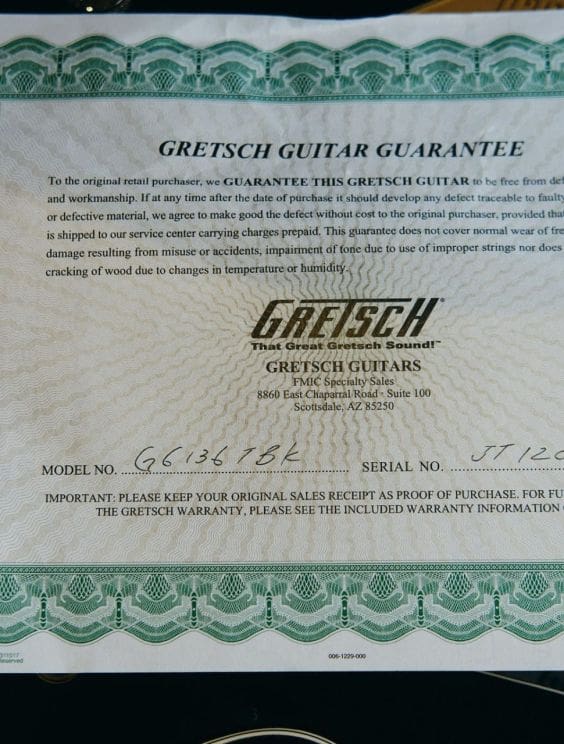 GRETSCH GUITAR GUARANTEE
To the original retail purchaser, we GUARANTEE THIS GRETSCH GUITAR to be free from
and workmanship. If at any time after the date of purchase it should develop any defect traceable to faulty
or defective material, we agree to make good the defect without cost to the original purchaser, provided
is shipped to our service center carrying charges prepaid. This guarantee does not cover normal wear of
damage resulting from misuse or accidents, impairment of tone due to use of improper strings nor does
cracking of wood due to changes in temperature or humidity.
GRETSCH®
That Great Gretsch Sound!™
GRETSCH GUITARS
FMIC Specialty Sales
8860 East Chaparral Road · Suite 100
Scottsdale, AZ 85250
MODEL NO. G6136TBK SERIAL NO. JT12
IMPORTANT: PLEASE KEEP YOUR ORIGINAL SALES RECEIPT AS PROOF OF PURCHASE. FOR
THE GRETSCH WARRANTY, PLEASE SEE THE INCLUDED WARRANTY INFORMATION
006-1229-000